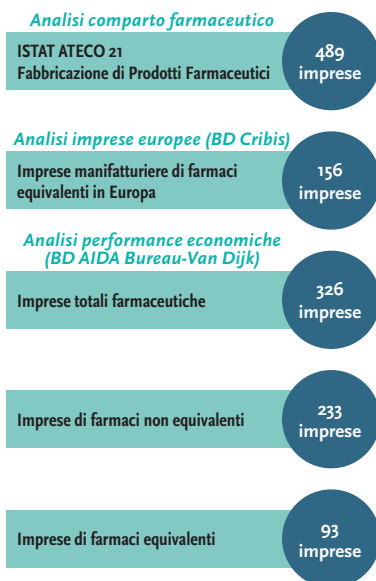 Analisi comparto farmaceutico
ISTAT ATECO 21
Fabbricazione di Prodotti Farmaceutici
489
imprese
Analisi imprese europee (BD Cribis)
Imprese manifatturiere di farmaci
equivalenti in Europa
156
imprese
Analisi performance economiche
(BD AIDA Bureau-Van Dijk)
Imprese totali farmaceutiche
326
imprese
Imprese di farmaci non equivalenti
233
imprese
Imprese di farmaci equivalenti
93
imprese